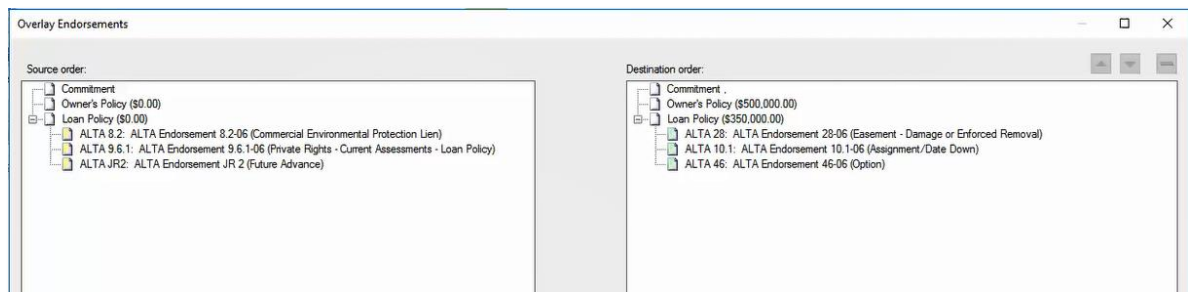 Overlay Endorsements
Source order:
Commitment
Owner's Policy ($0.00)
Loan Policy ($0.00)
ALTA 8.2: ALTA Endorsement 8.2-06 (Commercial Environmental Protection Lien)
ALTA 9.6.1: ALTA Endorsement 9.6.1-06 (Private Rights - Current Assessments - Loan Policy)
ALTA JR2: ALTA Endorsement JR 2 (Future Advance)
Destination order:
Commitment .
Owner's Policy ($500,000.00)
Loan Policy ($350,000.00)
ALTA 28: ALTA Endorsement 28-06 (Easement - Damage or Enforced Removal)
ALTA 10.1: ALTA Endorsement 10.1-06 (Assignment/Date Down)
ALTA 46: ALTA Endorsement 46-06 (Option)